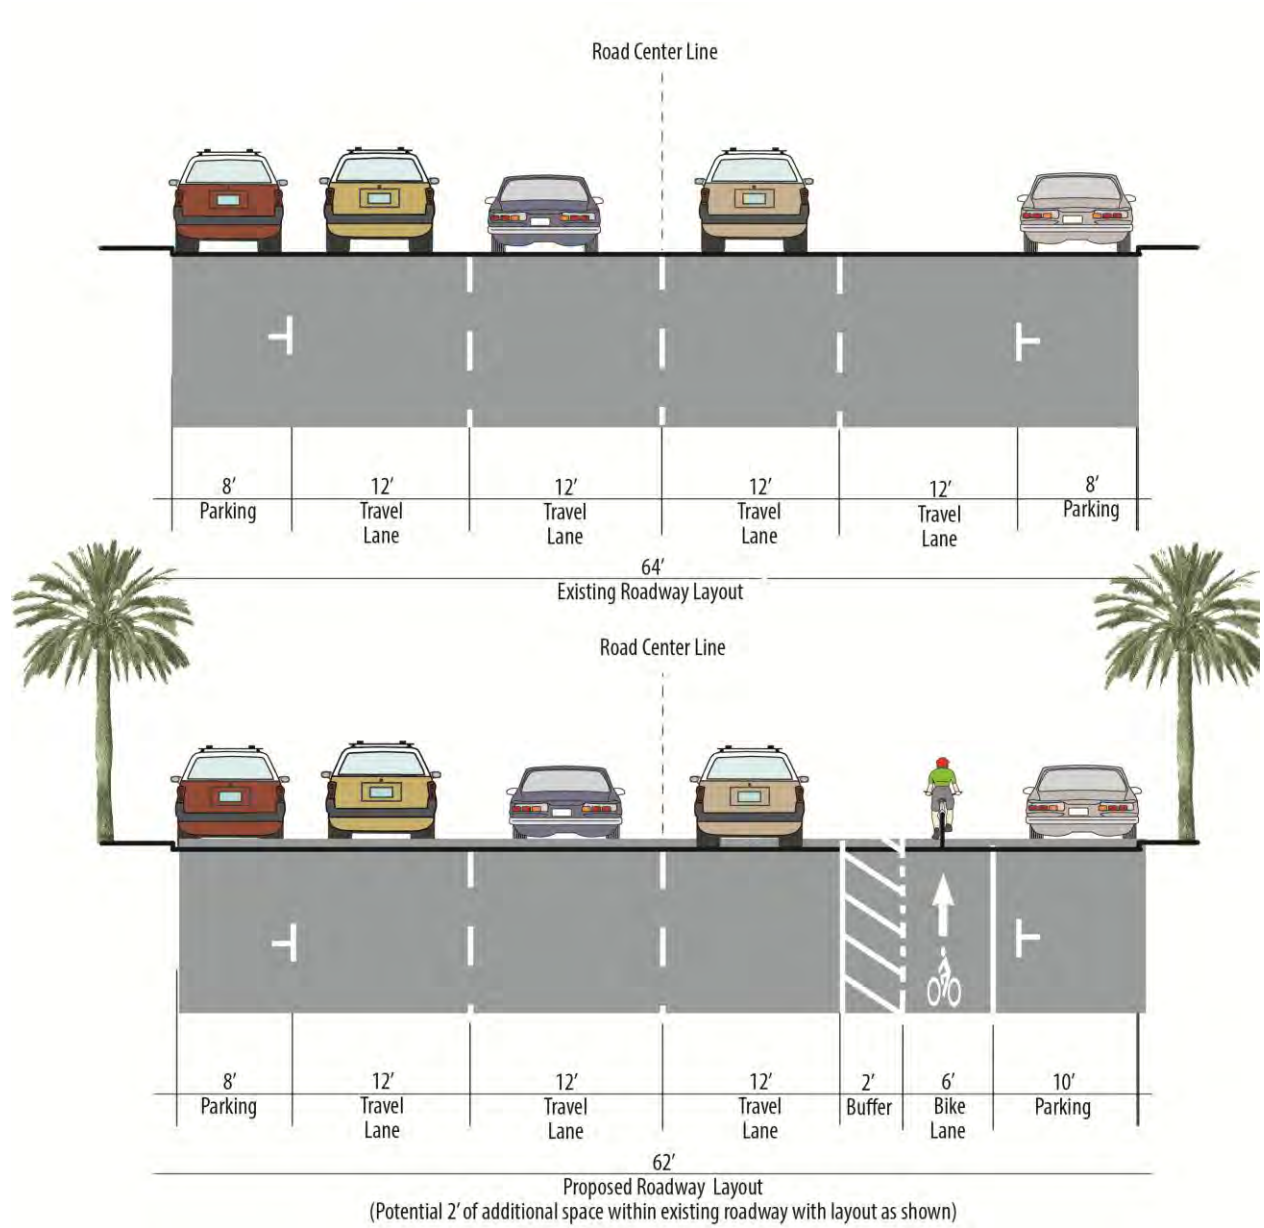 Road Center Line
8’ 12’ 12’ 12’ 12’ 8’
Parking Travel Travel Travel Travel Parking
Lane Lane Lane Lane
64’
Existing Roadway Layout
Road Center Line
8’ 12’ 12’ 12’ 2’ 6’ 10’
Parking Travel Travel Travel Buffer Bike Parking
Lane Lane Lane Lane
62’
Proposed Roadway Layout
(Potential 2’ of additional space within existing roadway with layout as shown)